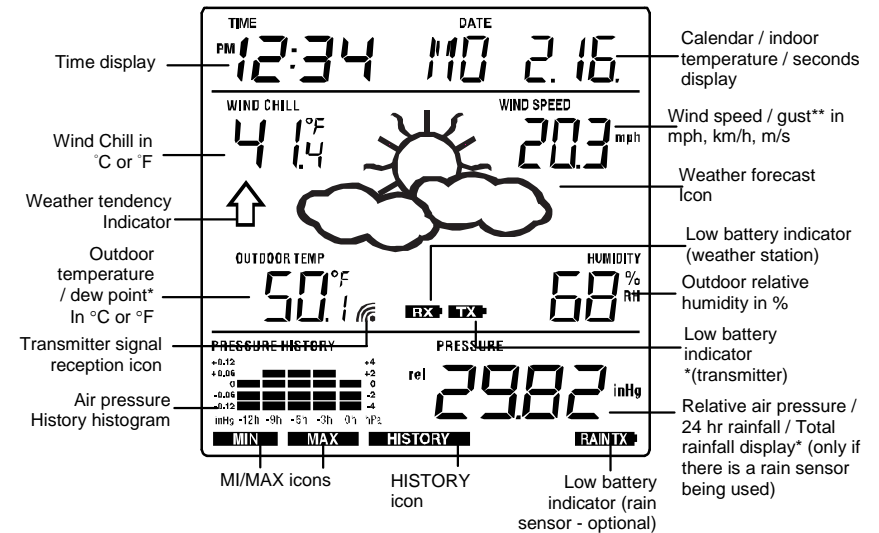 TIME
DATE
PM 12:34 MO 2.16.
Time display
Calendar / indoor
temperature / seconds
display
WIND CHILL
WIND SPEED
41.4 °F
20.3 mph
Wind Chill in
°C or °F
Wind speed / gust** in
mph, km/h, m/s
Weather forecast
Icon
Weather tendency
Indicator
OUTDOOR TEMP
HUMIDITY
50.1 °F
68 % RH
RX TX
Outdoor
temperature
/ dew point*
In °C or °F
Low battery indicator
(weather station)
Outdoor relative
humidity in %
Transmitter signal
reception icon
Low battery
indicator
*(transmitter)
PRESSURE HISTORY
PRESSURE
+0.12 +4
+0.06 +2
0 0
-0.06 -2
-0.12 -4
inHg -12h -9h -6h -3h 0h hPa
rel 29.82 inHg
Air pressure
History histogram
Relative air pressure /
24 hr rainfall / Total
rainfall display* (only if
there is a rain sensor
being used)
MIN MAX HISTORY RAINTX
MI/MAX icons
HISTORY
icon
Low battery
indicator (rain
sensor - optional)